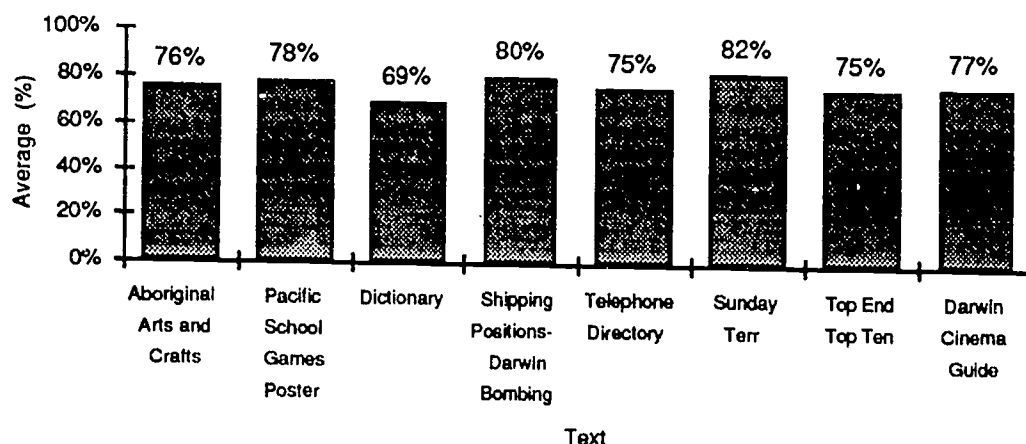 100%
80%
60%
40%
20%
0%
Average (%)
76%
78%
69%
80%
75%
82%
75%
77%
Aboriginal
Arts and
Crafts
Pacific
School
Games
Poster
Dictionary
Shipping
Positions-
Darwin
Bombing
Telephone
Directory
Sunday
Terr
Top End
Top Ten
Darwin
Cinema
Guide
Text